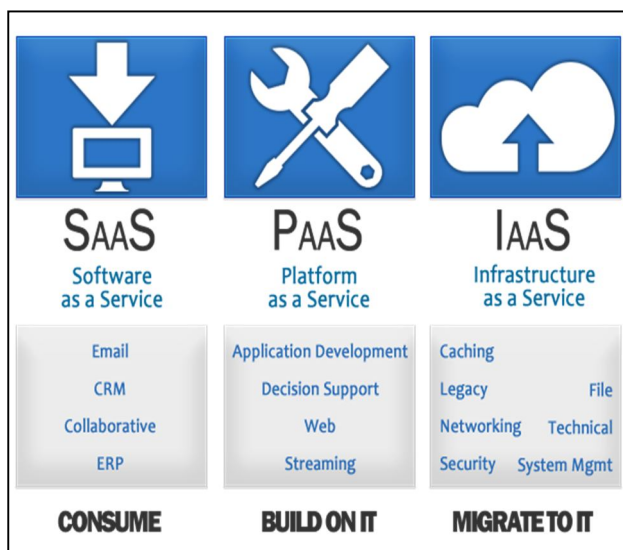 SAAS
Software
as a Service
Email
CRM
Collaborative
ERP
CONSUME
PAAS
Platform
as a Service
Application Development
Decision Support
Web
Streaming
BUILD ON IT
IAAS
Infrastructure
as a Service
Caching
Legacy File
Networking Technical
Security System Mgmt
MIGRATE TO IT